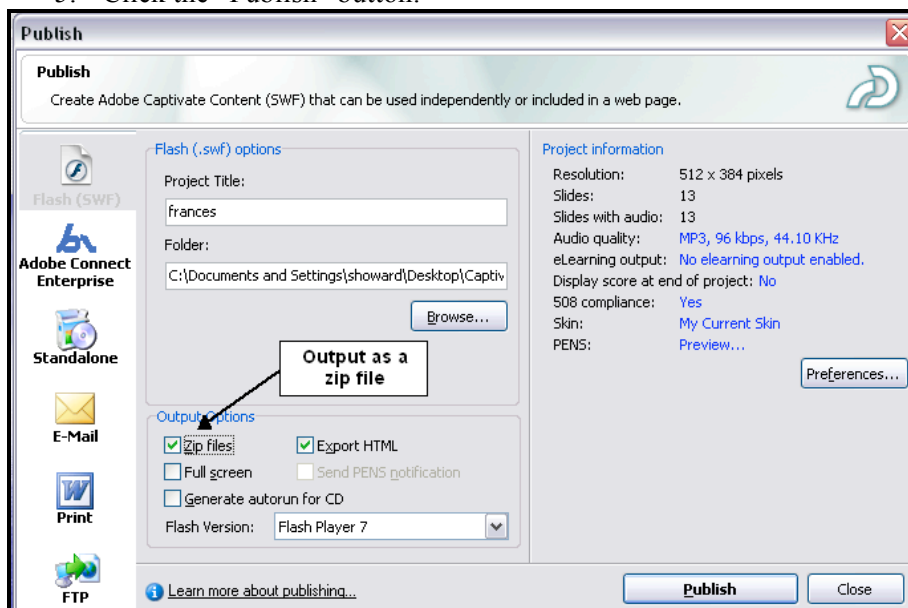 5. Click the "Publish" button.
Publish
Publish
Create Adobe Captivate Content (SWF) that can be used independently or included in a web page.
Flash (SWF)
Adobe Connect
Enterprise
Standalone
E-Mail
Print
FTP
Flash (.swf) options
Project Title:
frances
Folder:
C:\Documents and Settings\showard\Desktop\Captiv
Browse...
Output as a
zip file
Output Options
Zip files
Export HTML
Full screen
Send PENS notification
Generate autorun for CD
Flash Version: Flash Player 7
Project information
Resolution: 512 x 384 pixels
Slides: 13
Slides with audio: 13
Audio quality: MP3, 96 kbps, 44.10 KHz
eLearning output: No elearning output enabled.
Display score at end of project: No
508 compliance: Yes
Skin: My Current Skin
PENS: Preview...
Preferences...
Learn more about publishing...
Publish
Close